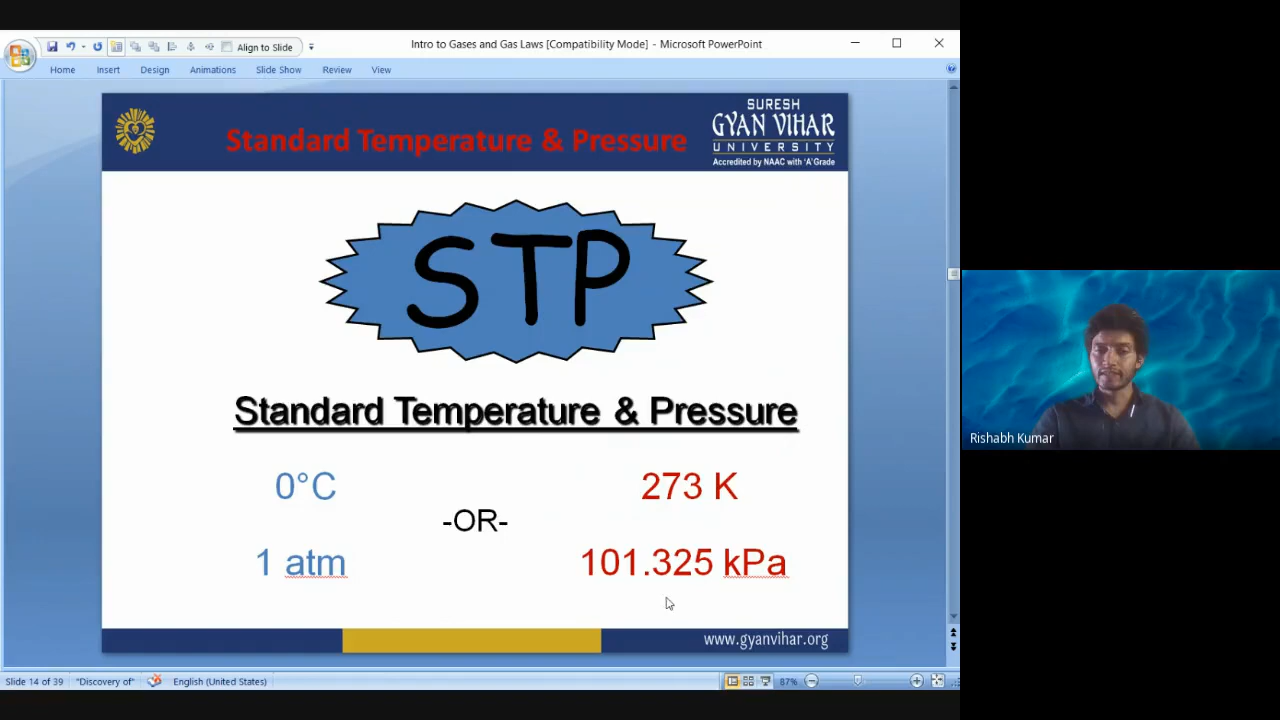 Align to Slide
Intro to Gases and Gas Laws [Compatibility Mode] - Microsoft PowerPoint
Home Insert Design Animations Slide Show Review View
Standard Temperature & Pressure
SURESH
GYAN VIHAR
UNIVERSITY
Accredited by NAAC with 'A' Grade
STP
Standard Temperature & Pressure
0°C 273 K
-OR-
1 atm 101.325 kPa
www.gyanvihar.org
Rishabh Kumar
Slide 14 of 39 "Discovery of" English (United States) 87%